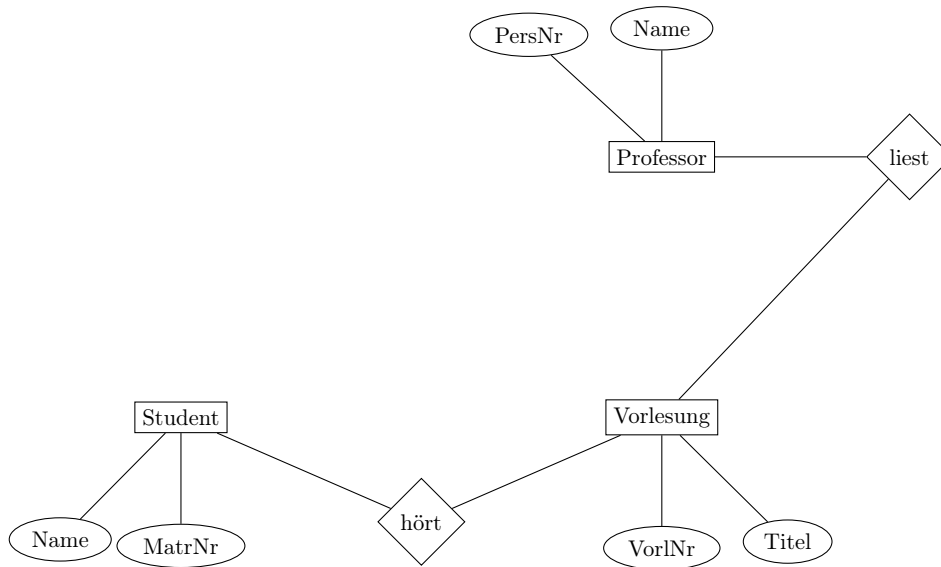 PersNr
Name
Professor
liest
Student
Vorlesung
hört
Name
MatrNr
VorlNr
Titel